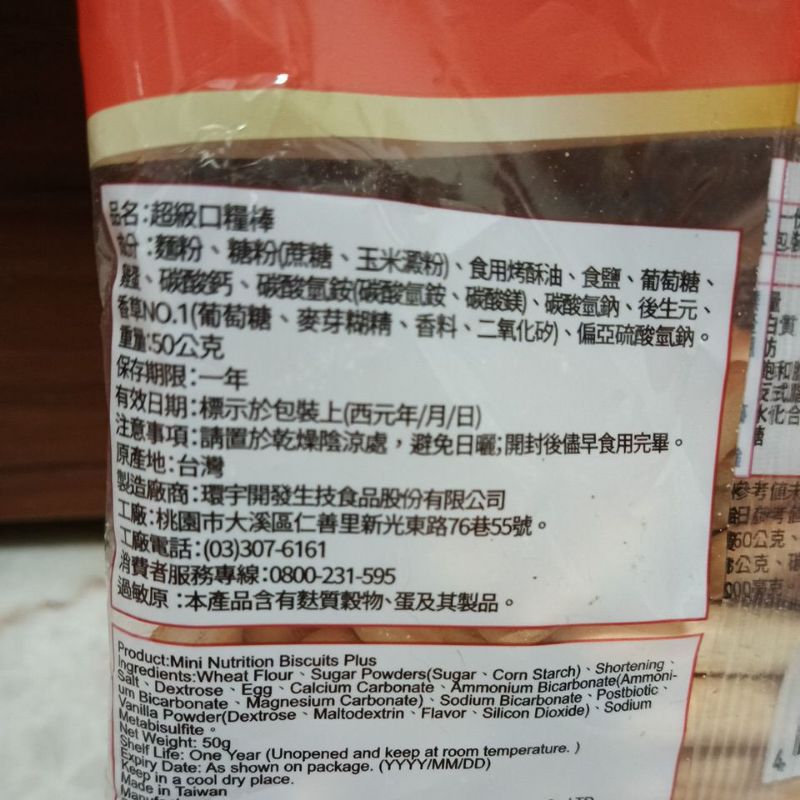 品名：超級口糧棒
成分：麵粉、糖粉(蔗糖、玉米澱粉)、食用烤酥油、食鹽、葡萄糖、
雞蛋、碳酸鈣、碳酸氫銨(碳酸氫銨、碳酸鎂)、碳酸氫鈉、後生元、
香草NO.1(葡萄糖、麥芽糊精、香料、二氧化矽)、偏亞硫酸氫鈉。
重量:50公克
保存期限：一年
有效日期：標示於包裝上(西元年/月/日)
注意事項：請置於乾燥陰涼處，避免日曬；開封後儘早食用完畢。
原產地：台灣
製造廠商：環宇開發生技食品股份有限公司
工廠：桃園市大溪區仁善里新光東路76巷55號。
工廠電話：(03)307-6161
消費者服務專線：0800-231-595
過敏原：本產品含有麩質穀物、蛋及其製品。
Product:Mini Nutrition Biscuits Plus
Ingredients:Wheat Flour、Sugar Powders(Sugar、Corn Starch)、Shortening、
Salt、Dextrose、Egg、Calcium Carbonate、Ammonium Bicarbonate(Ammoni-
um Bicarbonate、Magnesium Carbonate)、Sodium Bicarbonate、Postbiotic、
Vanilla Powder(Dextrose、Maltodextrin、Flavor、Silicon Dioxide)、Sodium
Metabisulfite。
Net Weight: 50g
Shelf Life: One Year (Unopened and keep at room temperature. )
Expiry Date: As shown on package. (YYYY/MM/DD)
Keep in a cool dry place.
Made in Taiwan